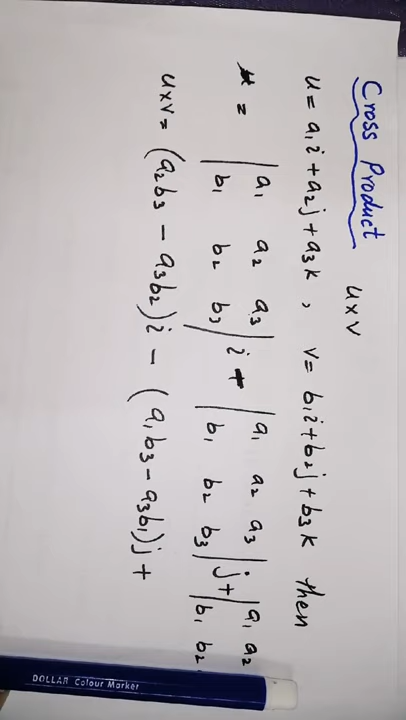 Cross Product
u×v
u = a₁i + a₂j + a₃k , v = b₁i + b₂j + b₃k then
= | a₁ a₂ a₃ | i + | a₁ a₂ a₃ | j + | a₁ a₂
| b₁ b₂ b₃ | | b₁ b₂ b₃ | | b₁ b₂
u×v = (a₂b₃ − a₃b₂)i − (a₁b₃ − a₃b₁)j +
DOLLAR Colour Marker